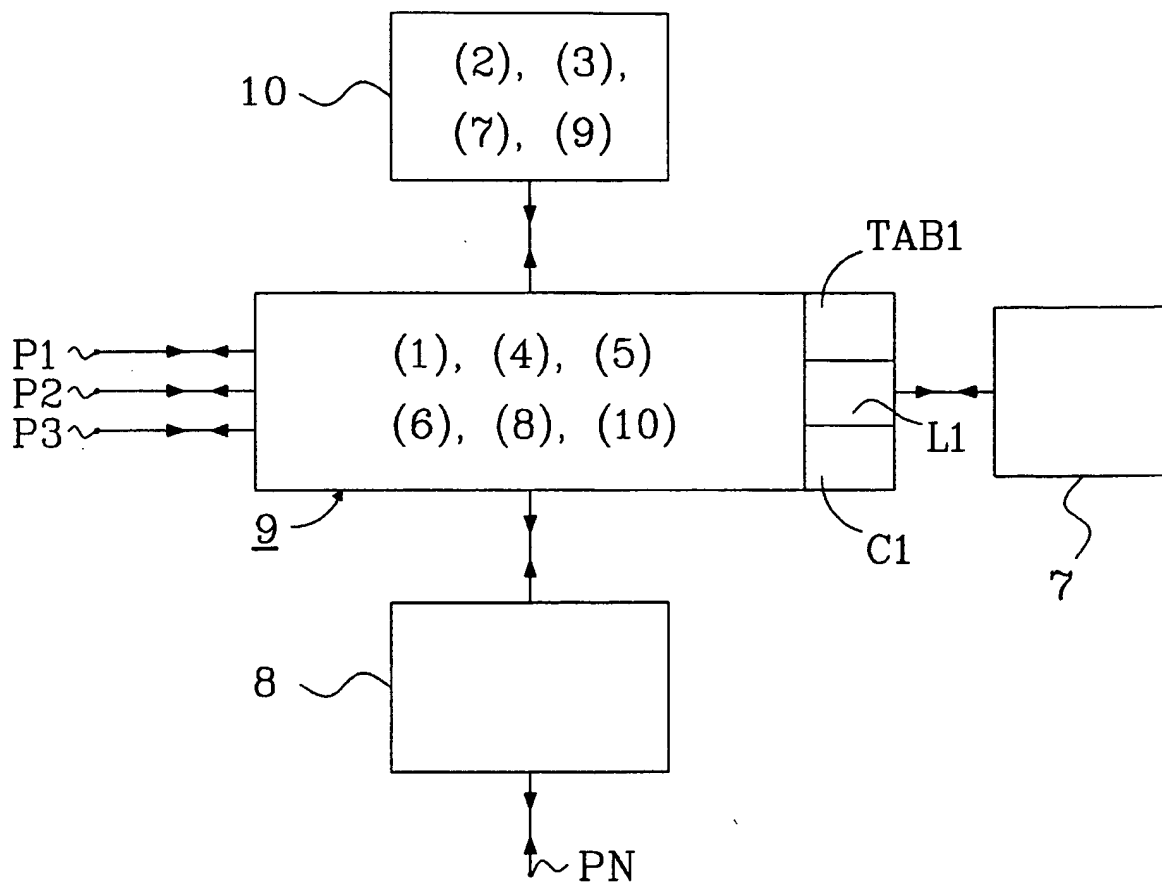 (2), (3),
10
(7), (9)
TAB1
P1
(1), (4), (5)
P2
P3
(6), (8), (10)
L1
9
C1
7
8
PN